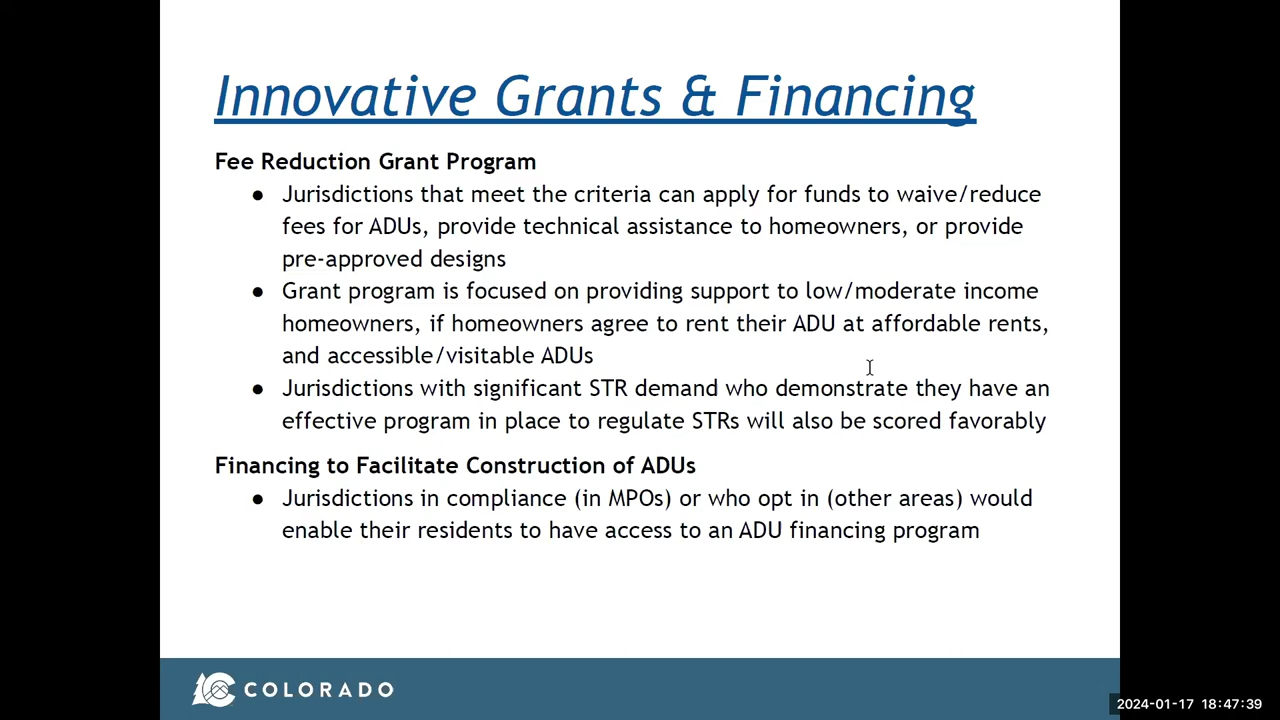 Innovative Grants & Financing
Fee Reduction Grant Program
● Jurisdictions that meet the criteria can apply for funds to waive/reduce
fees for ADUs, provide technical assistance to homeowners, or provide
pre-approved designs
● Grant program is focused on providing support to low/moderate income
homeowners, if homeowners agree to rent their ADU at affordable rents,
and accessible/visitable ADUs
● Jurisdictions with significant STR demand who demonstrate they have an
effective program in place to regulate STRs will also be scored favorably
Financing to Facilitate Construction of ADUs
● Jurisdictions in compliance (in MPOs) or who opt in (other areas) would
enable their residents to have access to an ADU financing program
COLORADO
2024-01-17 18:47:39